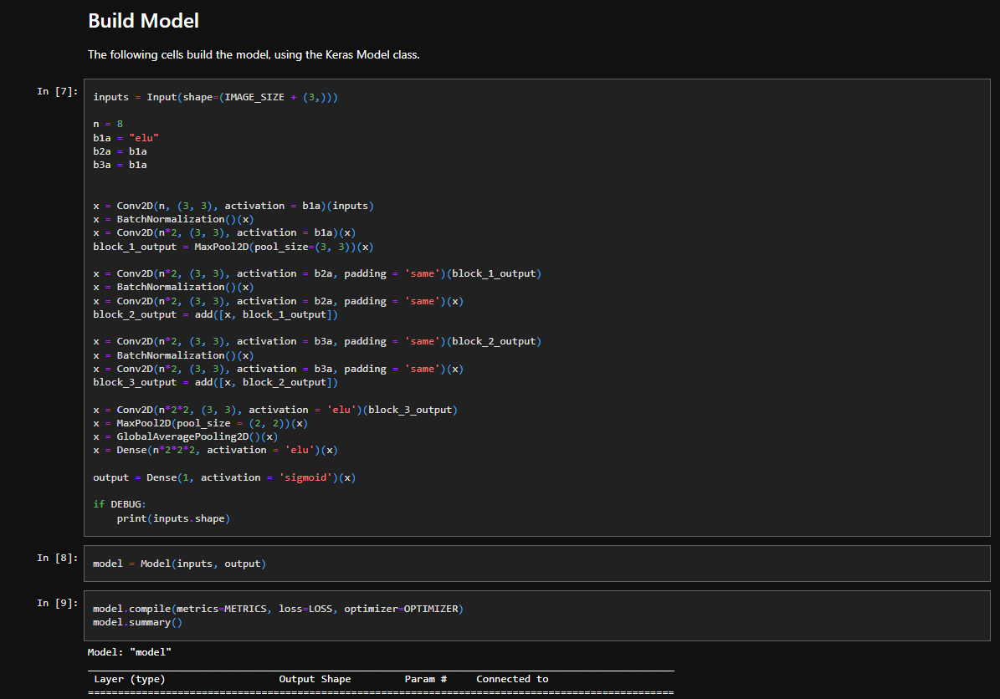 Build Model
The following cells build the model, using the Keras Model class.
In [7]:
inputs = Input(shape=(IMAGE_SIZE + (3,)))
n = 8
b1a = "elu"
b2a = b1a
b3a = b1a
x = Conv2D(n, (3, 3), activation = b1a)(inputs)
x = BatchNormalization()(x)
x = Conv2D(n*2, (3, 3), activation = b1a)(x)
block_1_output = MaxPool2D(pool_size=(3, 3))(x)
x = Conv2D(n*2, (3, 3), activation = b2a, padding = 'same')(block_1_output)
x = BatchNormalization()(x)
x = Conv2D(n*2, (3, 3), activation = b2a, padding = 'same')(x)
block_2_output = add([x, block_1_output])
x = Conv2D(n*2, (3, 3), activation = b3a, padding = 'same')(block_2_output)
x = BatchNormalization()(x)
x = Conv2D(n*2, (3, 3), activation = b3a, padding = 'same')(x)
block_3_output = add([x, block_2_output])
x = Conv2D(n*2*2, (3, 3), activation = 'elu')(block_3_output)
x = MaxPool2D(pool_size = (2, 2))(x)
x = GlobalAveragePooling2D()(x)
x = Dense(n*2*2*2, activation = 'elu')(x)
output = Dense(1, activation = 'sigmoid')(x)
if DEBUG:
    print(inputs.shape)
In [8]:
model = Model(inputs, output)
In [9]:
model.compile(metrics=METRICS, loss=LOSS, optimizer=OPTIMIZER)
model.summary()
Model: "model"
Layer (type) Output Shape Param # Connected to